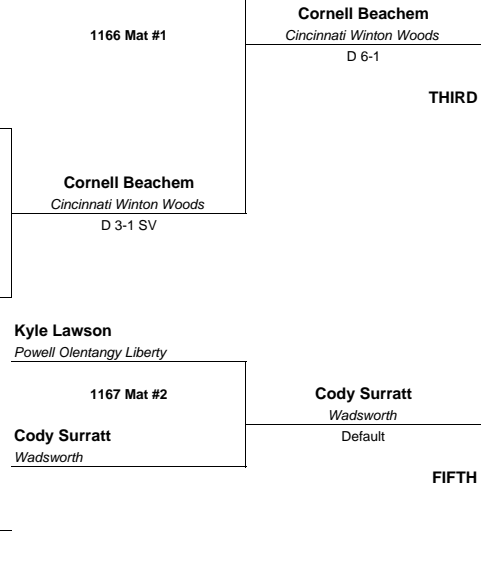 Cornell Beachem
1166 Mat #1
Cincinnati Winton Woods
D 6-1
THIRD
Cornell Beachem
Cincinnati Winton Woods
D 3-1 SV
Kyle Lawson
Powell Olentangy Liberty
1167 Mat #2
Cody Surratt
Wadsworth
Cody Surratt
Default
Wadsworth
FIFTH